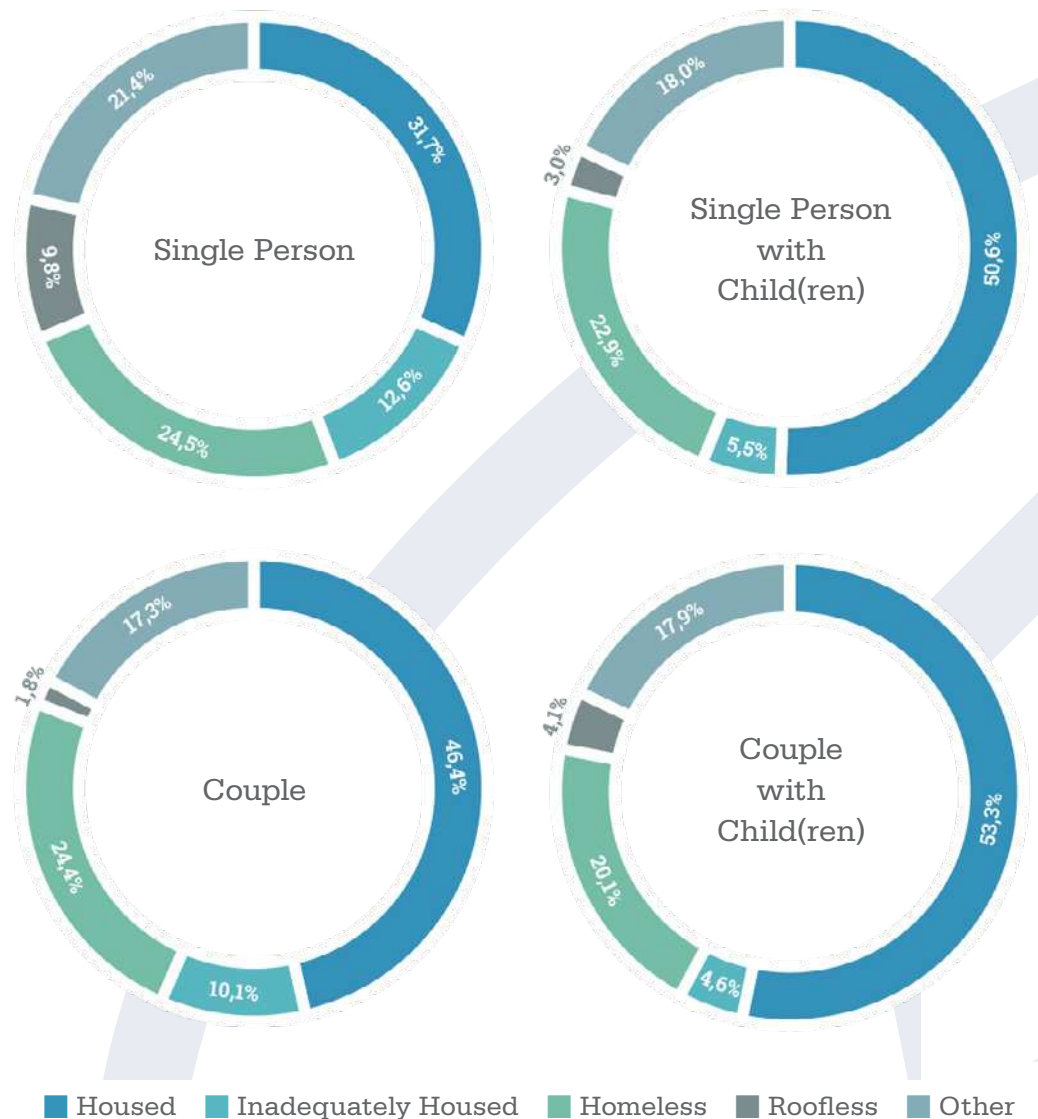 21,4%
31,7%
9,8%
Single Person
12,6%
24,5%
18,0%
3,0%
Single Person
with
Child(ren)
50,6%
22,9%
5,5%
17,3%
1,8%
46,4%
Couple
24,4%
10,1%
17,9%
4,1%
Couple
with
Child(ren)
53,3%
20,1%
4,6%
Housed Inadequately Housed Homeless Roofless Other